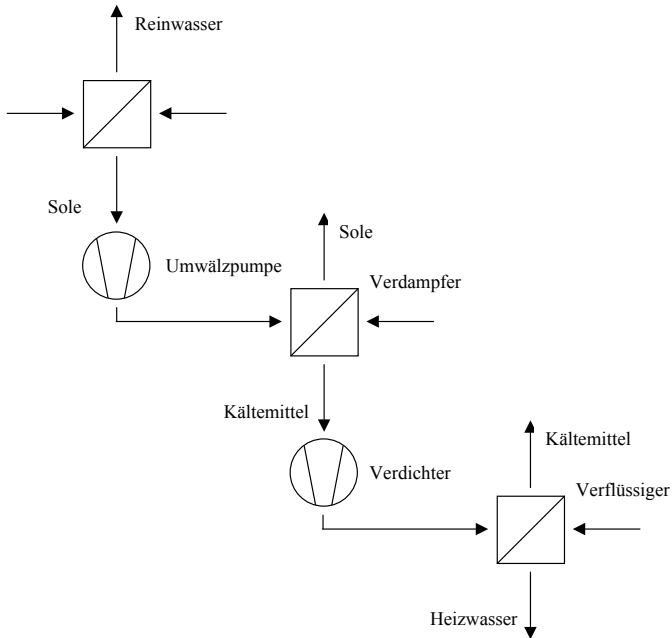 Reinwasser
Sole
Umwälzpumpe
Sole
Verdampfer
Kältemittel
Verdichter
Kältemittel
Verflüssiger
Heizwasser